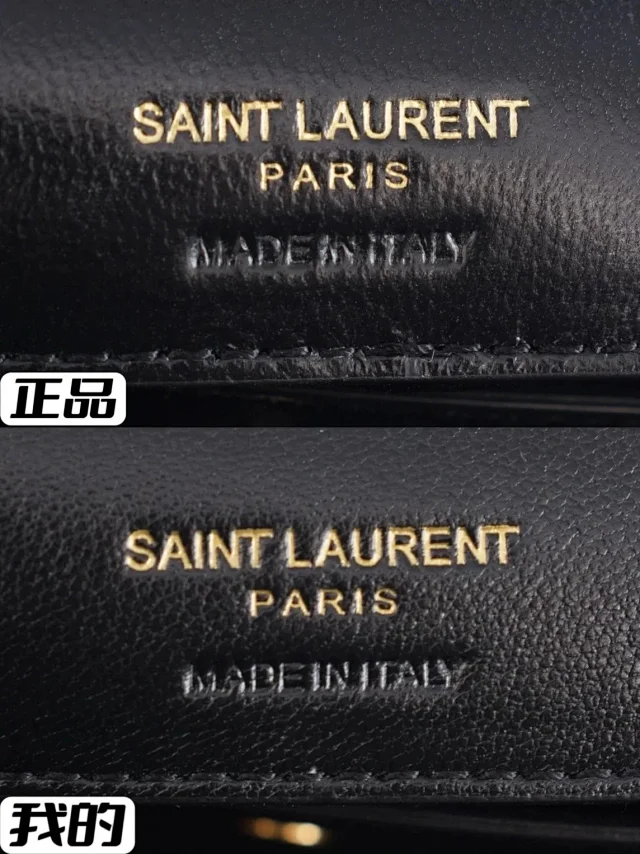 SAINT LAURENT
PARIS
MADE IN ITALY
正品
SAINT LAURENT
PARIS
MADE IN ITALY
我的